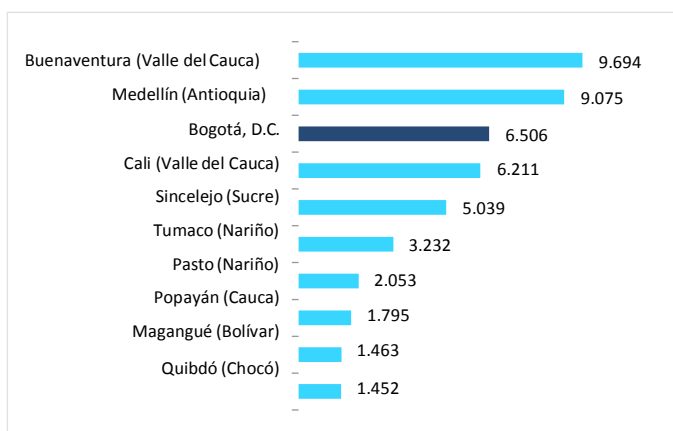 Buenaventura (Valle del Cauca) 9.694
Medellín (Antioquia) 9.075
Bogotá, D.C. 6.506
Cali (Valle del Cauca) 6.211
Sincelejo (Sucre) 5.039
Tumaco (Nariño) 3.232
Pasto (Nariño) 2.053
Popayán (Cauca) 1.795
Magangué (Bolívar) 1.463
Quibdó (Chocó) 1.452